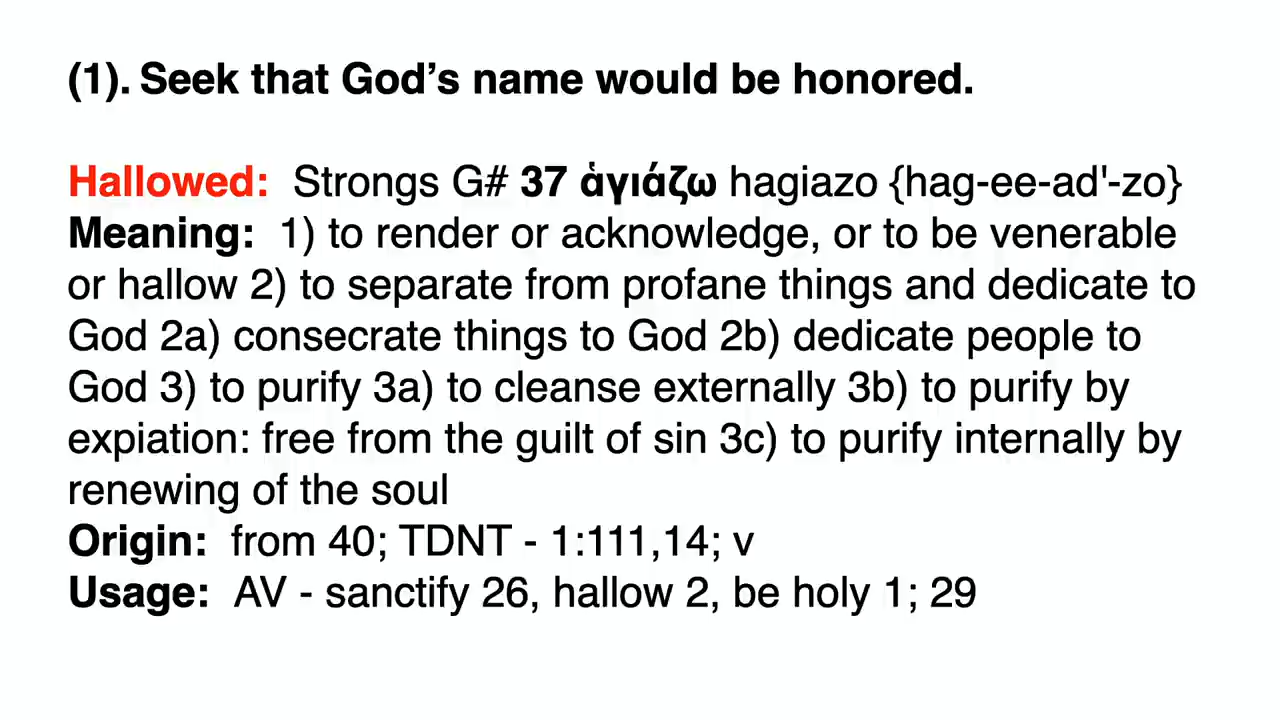 (1). Seek that God’s name would be honored.
Hallowed: Strongs G# 37 ἁγιάζω hagiazo {hag-ee-ad'-zo}
Meaning: 1) to render or acknowledge, or to be venerable
or hallow 2) to separate from profane things and dedicate to
God 2a) consecrate things to God 2b) dedicate people to
God 3) to purify 3a) to cleanse externally 3b) to purify by
expiation: free from the guilt of sin 3c) to purify internally by
renewing of the soul
Origin: from 40; TDNT - 1:111,14; v
Usage: AV - sanctify 26, hallow 2, be holy 1; 29